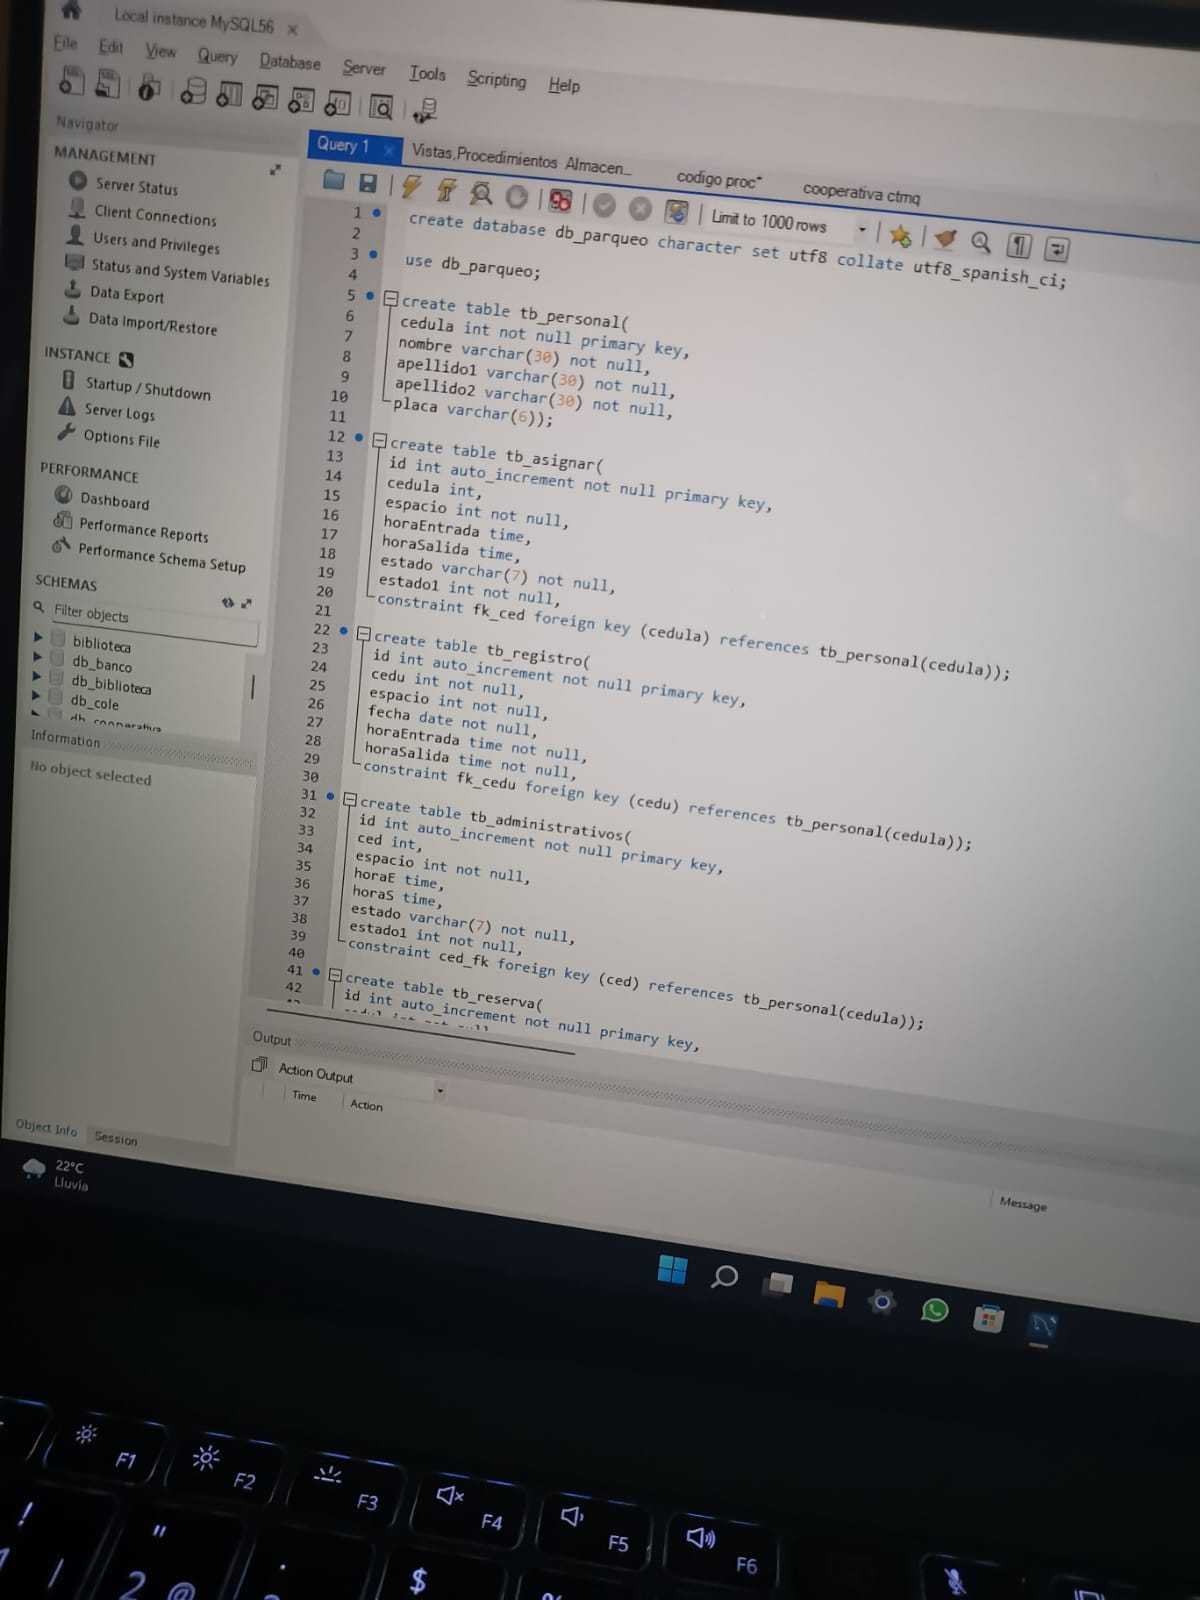 Local instance MySQL56
File Edit View Query Database Server Tools Scripting Help
Navigator
MANAGEMENT
Server Status
Client Connections
Users and Privileges
Status and System Variables
Data Export
Data Import/Restore
INSTANCE
Startup / Shutdown
Server Logs
Options File
PERFORMANCE
Dashboard
Performance Reports
Performance Schema Setup
SCHEMAS
Filter objects
biblioteca
db_banco
db_biblioteca
db_cole
db_cooperativa
Information
No object selected
Object Info Session
Query 1 Vistas,Procedimientos Almacen_ codigo proc* cooperativa ctmq
Limit to 1000 rows
1 create database db_parqueo character set utf8 collate utf8_spanish_ci;
2
3 use db_parqueo;
4
5 create table tb_personal(
6 cedula int not null primary key,
7 nombre varchar(30) not null,
8 apellido1 varchar(30) not null,
9 apellido2 varchar(30) not null,
10 placa varchar(6));
11
12 create table tb_asignar(
13 id int auto_increment not null primary key,
14 cedula int,
15 espacio int not null,
16 horaEntrada time,
17 horaSalida time,
18 estado varchar(7) not null,
19 estado1 int not null,
20 constraint fk_ced foreign key (cedula) references tb_personal(cedula));
21
22 create table tb_registro(
23 id int auto_increment not null primary key,
24 cedu int not null,
25 espacio int not null,
26 fecha date not null,
27 horaEntrada time not null,
28 horaSalida time not null,
29 constraint fk_cedu foreign key (cedu) references tb_personal(cedula));
30
31 create table tb_administrativos(
32 id int auto_increment not null primary key,
33 ced int,
34 espacio int not null,
35 horaE time,
36 horaS time,
37 estado varchar(7) not null,
38 estado1 int not null,
39 constraint ced_fk foreign key (ced) references tb_personal(cedula));
40
41 create table tb_reserva(
42 id int auto_increment not null primary key,
Output
Action Output
Time Action
Message
22°C
Lluvia
F1 F2 F3 F4 F5 F6
! " · $
2 @